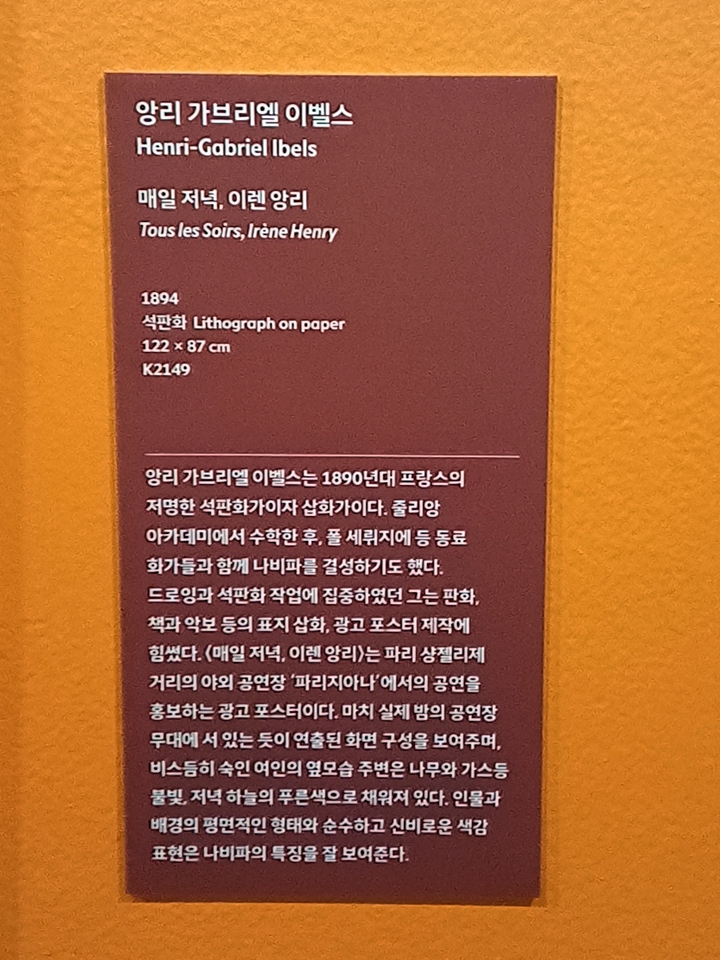 앙리 가브리엘 이벨스
Henri-Gabriel Ibels
매일 저녁, 이렌 앙리
Tous les Soirs, Irène Henry
1894
석판화 Lithograph on paper
122 × 87 cm
K2149
앙리 가브리엘 이벨스는 1890년대 프랑스의
저명한 석판화가이자 삽화가이다. 줄리앙
아카데미에서 수학한 후, 폴 세뤼지에 등 동료
화가들과 함께 나비파를 결성하기도 했다.
드로잉과 석판화 작업에 집중하였던 그는 판화,
책과 악보 등의 표지 삽화, 광고 포스터 제작에
힘썼다. 〈매일 저녁, 이렌 앙리〉는 파리 샹젤리제
거리의 야외 공연장 ‘파리지아나’에서의 공연을
홍보하는 광고 포스터이다. 마치 실제 밤의 공연장
무대에 서 있는 듯이 연출된 화면 구성을 보여주며,
비스듬히 숙인 여인의 옆모습 주변은 나무와 가스등
불빛, 저녁 하늘의 푸른색으로 채워져 있다. 인물과
배경의 평면적인 형태와 순수하고 신비로운 색감
표현은 나비파의 특징을 잘 보여준다.